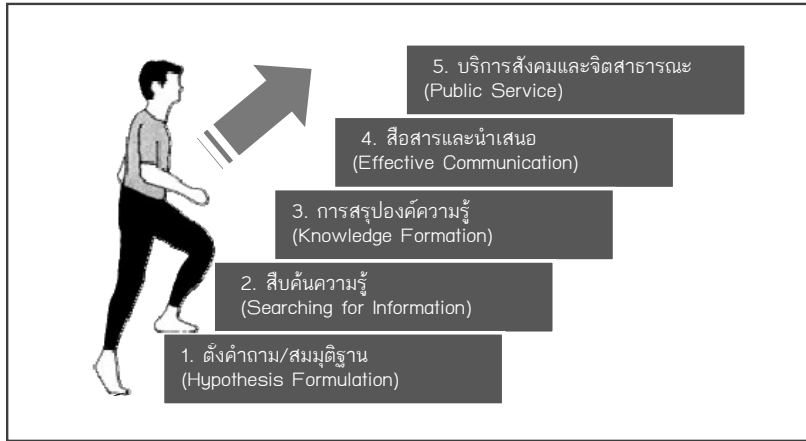 5. บริการสังคมและจิตสาธารณะ
(Public Service)
4. สื่อสารและนำเสนอ
(Effective Communication)
3. การสรุปองค์ความรู้
(Knowledge Formation)
2. สืบค้นความรู้
(Searching for Information)
1. ตั้งคำถาม/สมมุติฐาน
(Hypothesis Formulation)